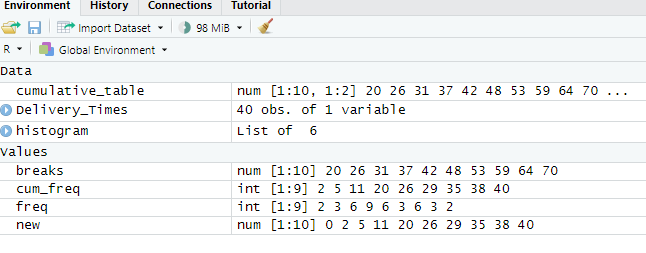 Environment History Connections Tutorial
Import Dataset 98 MiB
R Global Environment
Data
cumulative_table num [1:10, 1:2] 20 26 31 37 42 48 53 59 64 70 ...
Delivery_Times 40 obs. of 1 variable
histogram List of 6
Values
breaks num [1:10] 20 26 31 37 42 48 53 59 64 70
cum_freq int [1:9] 2 5 11 20 26 29 35 38 40
freq int [1:9] 2 3 6 9 6 3 6 3 2
new num [1:10] 0 2 5 11 20 26 29 35 38 40